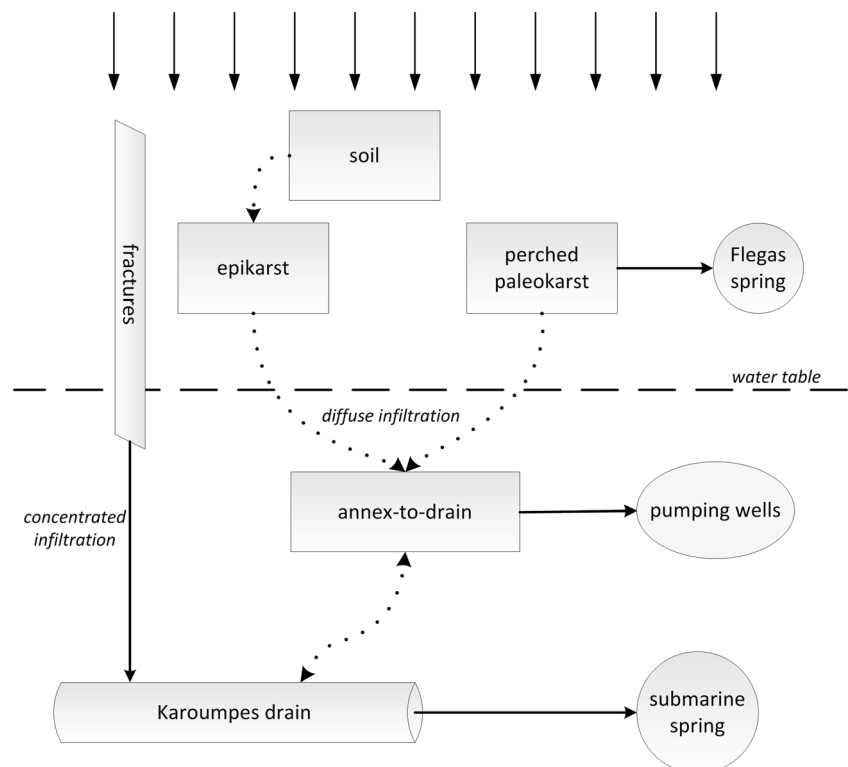 soil
fractures
epikarst
perched
paleokarst
Flegas
spring
water table
diffuse infiltration
concentrated
infiltration
annex-to-drain
pumping wells
Karoumpes drain
submarine
spring